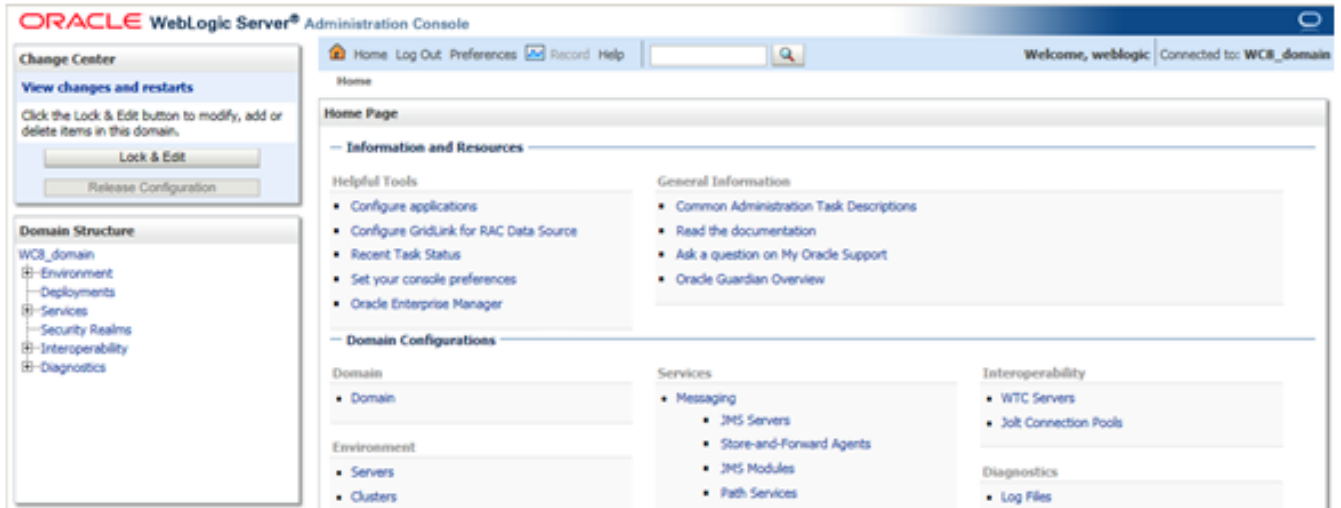 ORACLE WebLogic Server® Administration Console
Change Center
View changes and restarts
Click the Lock & Edit button to modify, add or
delete items in this domain.
Lock & Edit
Release Configuration
Domain Structure
WC8_domain
Environment
Deployments
Services
Security Realms
Interoperability
Diagnostics
Home Log Out Preferences Record Help
Welcome, weblogic Connected to: WC8_domain
Home
Home Page
Information and Resources
Helpful Tools
Configure applications
Configure GridLink for RAC Data Source
Recent Task Status
Set your console preferences
Oracle Enterprise Manager
General Information
Common Administration Task Descriptions
Read the documentation
Ask a question on My Oracle Support
Oracle Guardian Overview
Domain Configurations
Domain
Domain
Environment
Servers
Clusters
Services
Messaging
JMS Servers
Store-and-Forward Agents
JMS Modules
Path Services
Interoperability
WTC Servers
Jolt Connection Pools
Diagnostics
Log Files